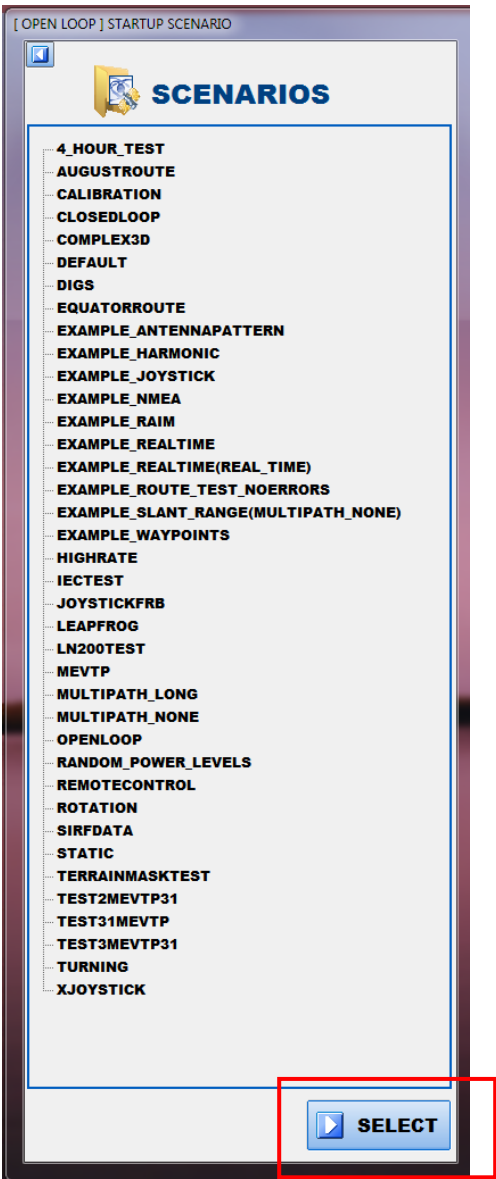 [ OPEN LOOP ] STARTUP SCENARIO
SCENARIOS
4_HOUR_TEST
AUGUSTROUTE
CALIBRATION
CLOSEDLOOP
COMPLEX3D
DEFAULT
DIGS
EQUATORROUTE
EXAMPLE_ANTENNAPATTERN
EXAMPLE_HARMONIC
EXAMPLE_JOYSTICK
EXAMPLE_NMEA
EXAMPLE_RAIM
EXAMPLE_REALTIME
EXAMPLE_REALTIME(REAL_TIME)
EXAMPLE_ROUTE_TEST_NOERRORS
EXAMPLE_SLANT_RANGE(MULTIPATH_NONE)
EXAMPLE_WAYPOINTS
HIGHRATE
IECTEST
JOYSTICKFRB
LEAPFROG
LN200TEST
MEVTP
MULTIPATH_LONG
MULTIPATH_NONE
OPENLOOP
RANDOM_POWER_LEVELS
REMOTECONTROL
ROTATION
SIRFDATA
STATIC
TERRAINMASKTEST
TEST2MEVTP31
TEST31MEVTP
TEST3MEVTP31
TURNING
XJOYSTICK
SELECT